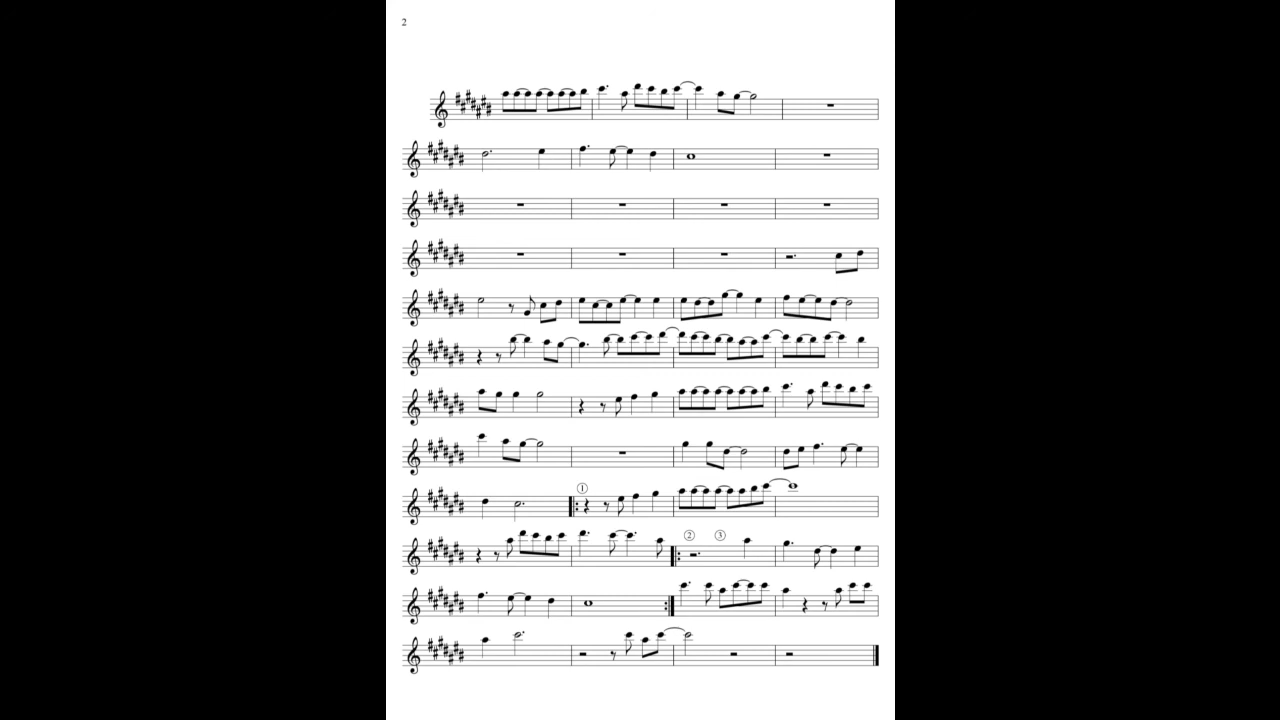 2
①
② ③